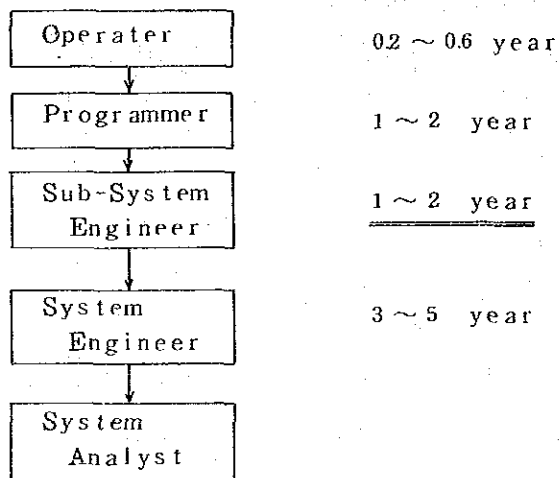 Operater 0.2 ~ 0.6 year
Programmer 1 ~ 2 year
Sub-System
Engineer 1 ~ 2 year
System
Engineer 3 ~ 5 year
System
Analyst